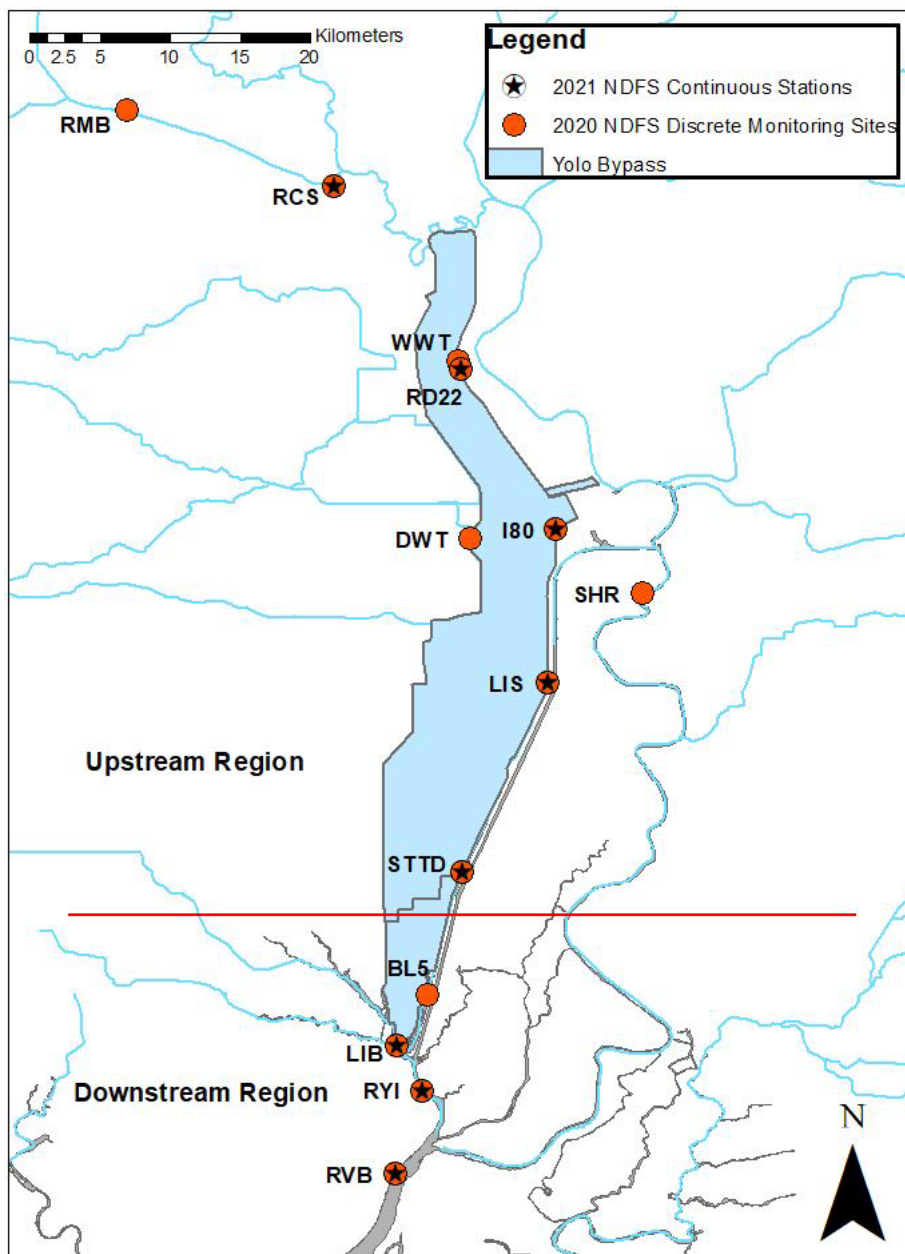 Kilometers
0 2.5 5 10 15 20
Legend
2021 NDFS Continuous Stations
2020 NDFS Discrete Monitoring Sites
Yolo Bypass
RMB
RCS
WWT
RD22
I80
DWT
SHR
LIS
Upstream Region
STTD
BL5
LIB
RYI
Downstream Region
N
RVB